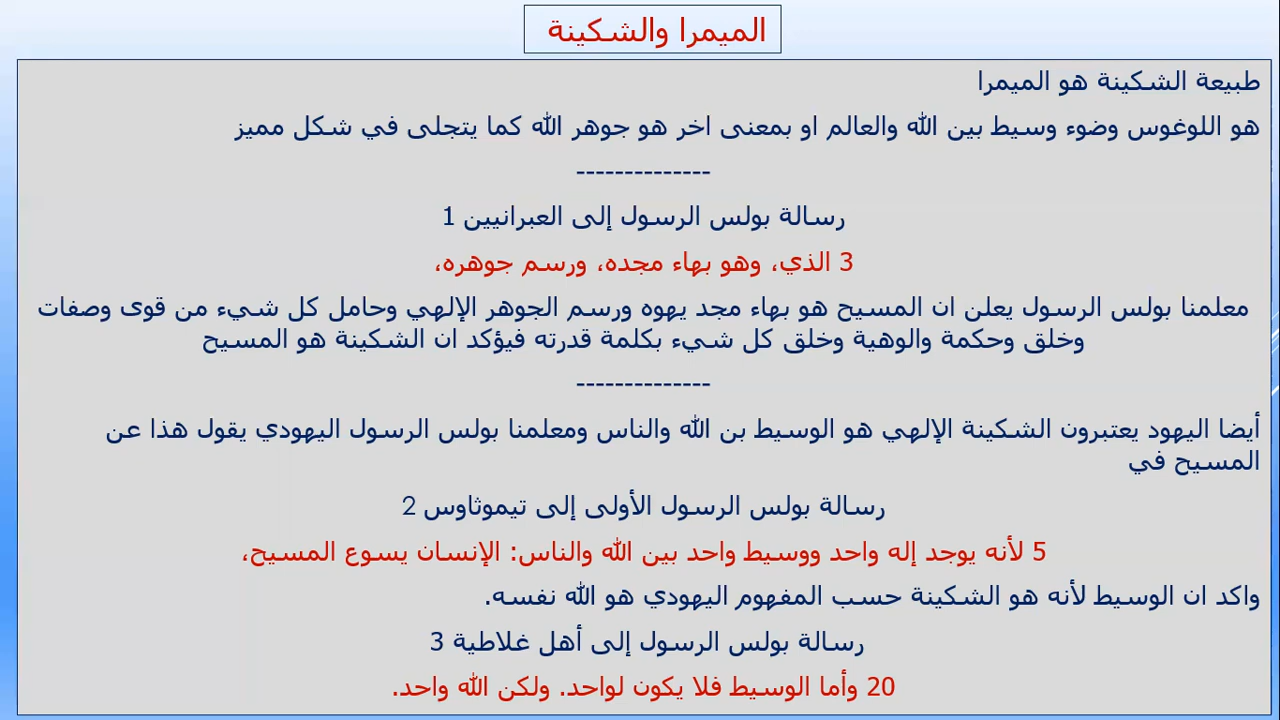 الميمرا والشكينة
طبيعة الشكينة هو الميمرا
هو اللوغوس وضوء وسيط بين الله والعالم او بمعنى اخر هو جوهر الله كما يتجلى في شكل مميز
--------------
رسالة بولس الرسول إلى العبرانيين 1
3 الذي، وهو بهاء مجده، ورسم جوهره،
معلمنا بولس الرسول يعلن ان المسيح هو بهاء مجد يهوه ورسم الجوهر الإلهي وحامل كل شيء من قوى وصفات
وخلق وحكمة والوهية وخلق كل شيء بكلمة قدرته فيؤكد ان الشكينة هو المسيح
--------------
أيضا اليهود يعتبرون الشكينة الإلهي هو الوسيط بن الله والناس ومعلمنا بولس الرسول اليهودي يقول هذا عن
المسيح في
رسالة بولس الرسول الأولى إلى تيموثاوس 2
5 لأنه يوجد إله واحد ووسيط واحد بين الله والناس: الإنسان يسوع المسيح،
واكد ان الوسيط لأنه هو الشكينة حسب المفهوم اليهودي هو الله نفسه.
رسالة بولس الرسول إلى أهل غلاطية 3
20 وأما الوسيط فلا يكون لواحد. ولكن الله واحد.